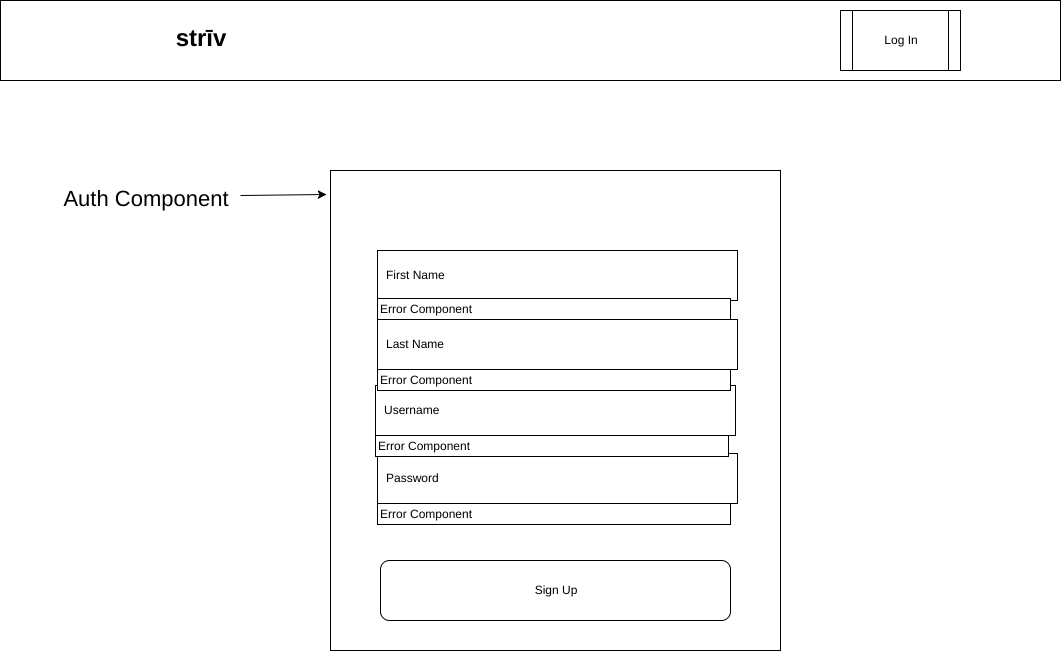 strīv
Log In
Auth Component
First Name
Error Component
Last Name
Error Component
Username
Error Component
Password
Error Component
Sign Up